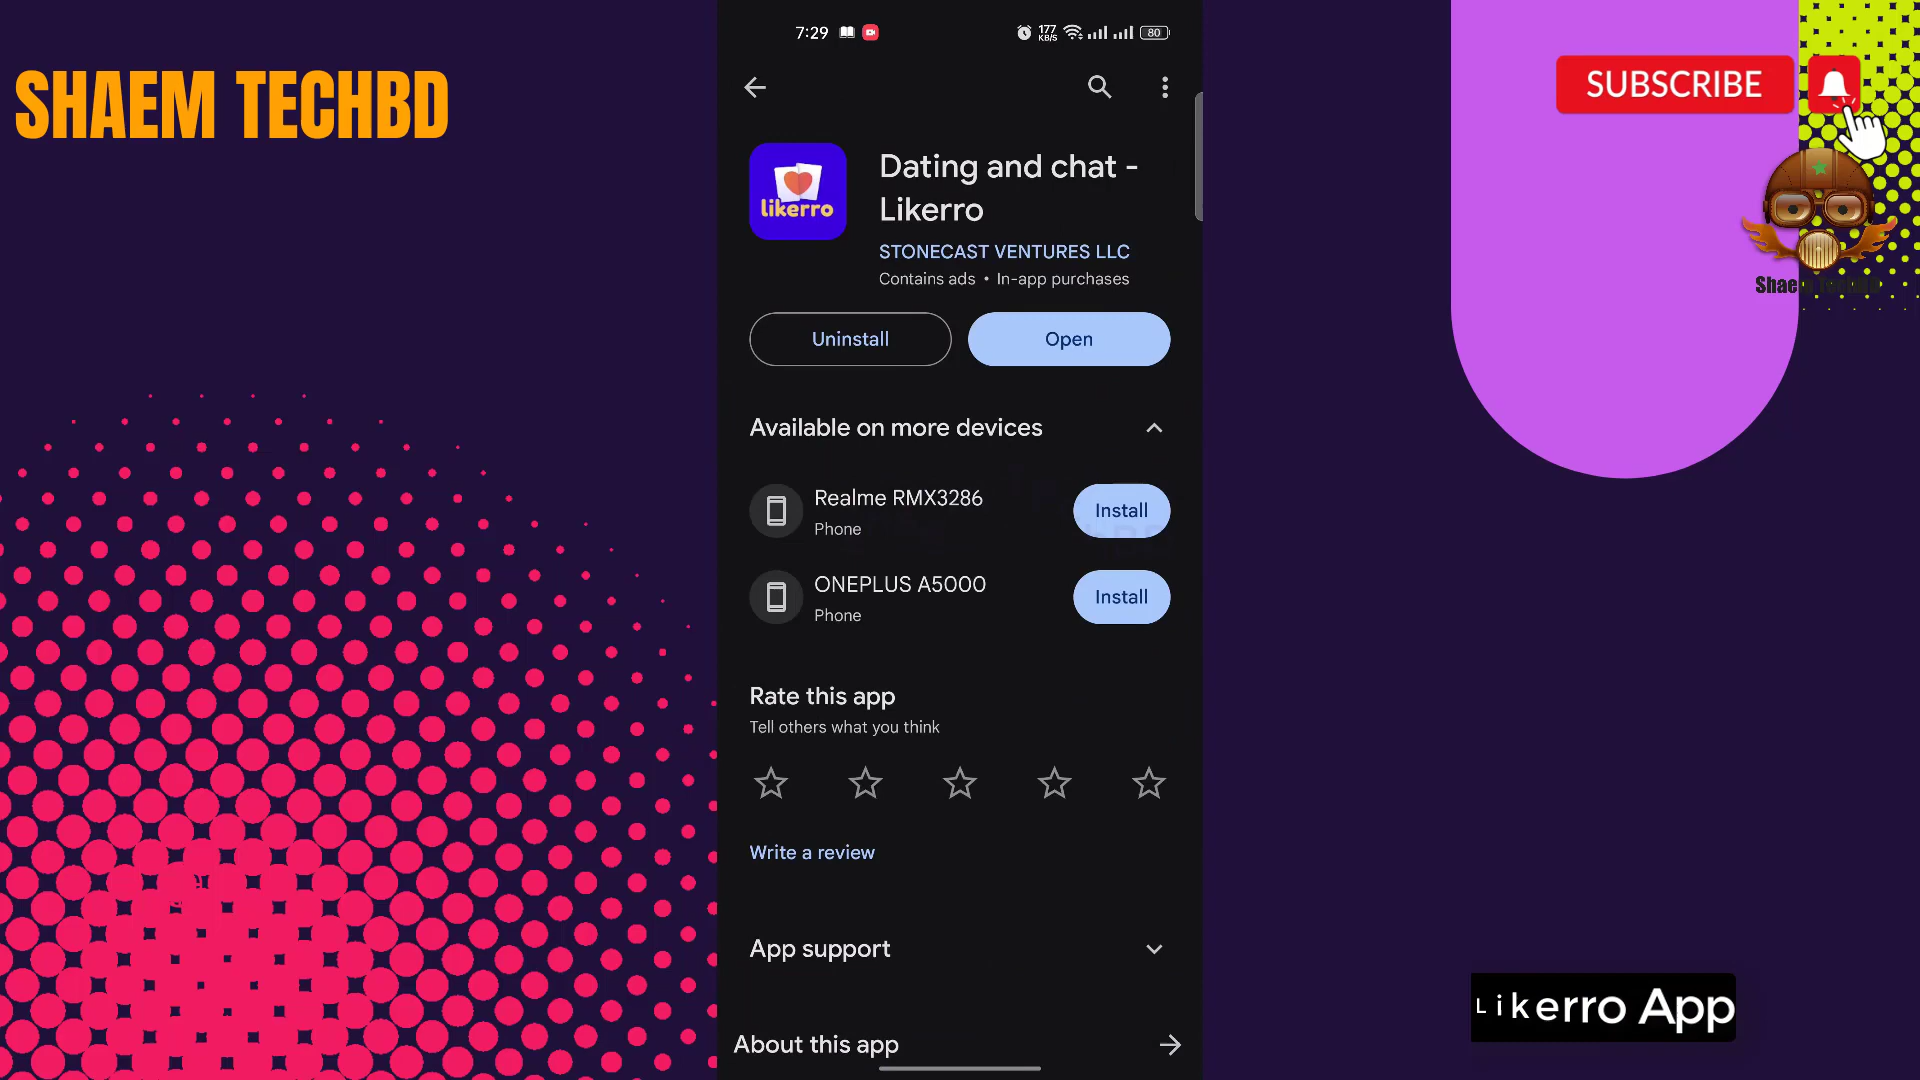 SHAEM TECHBD
7:29
177
KB/S
80
SUBSCRIBE
likerro
Dating and chat -
Likerro
STONECAST VENTURES LLC
Contains ads • In-app purchases
Uninstall
Open
Available on more devices
Realme RMX3286
Phone
Install
ONEPLUS A5000
Phone
Install
Rate this app
Tell others what you think
Write a review
App support
About this app
Likerro App